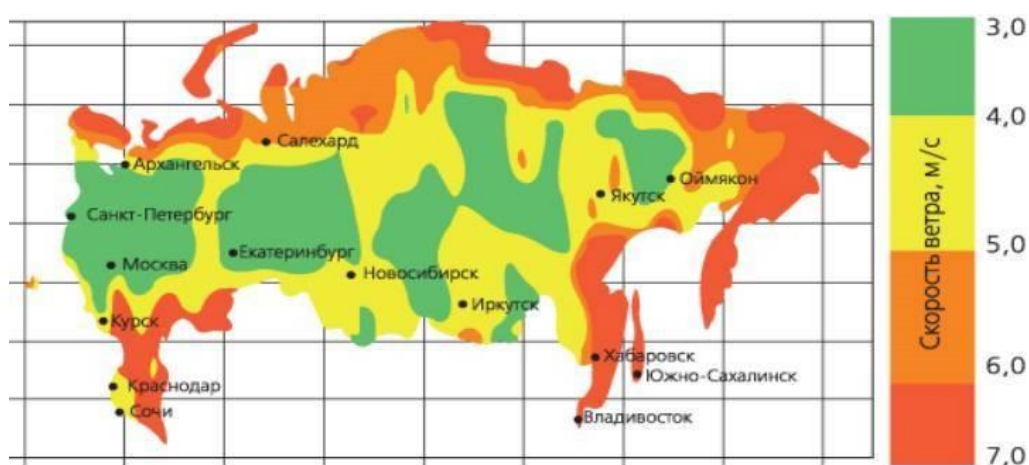 3,0
Салехард
4,0
Архангельск
Оймякон
Якутск
Санкт-Петербург
Екатеринбург
Москва
Новосибирск
5,0
Иркутск
Курск
Скорость ветра, м/с
Хабаровск
6,0
Южно-Сахалинск
Краснодар
Сочи
Владивосток
7,0